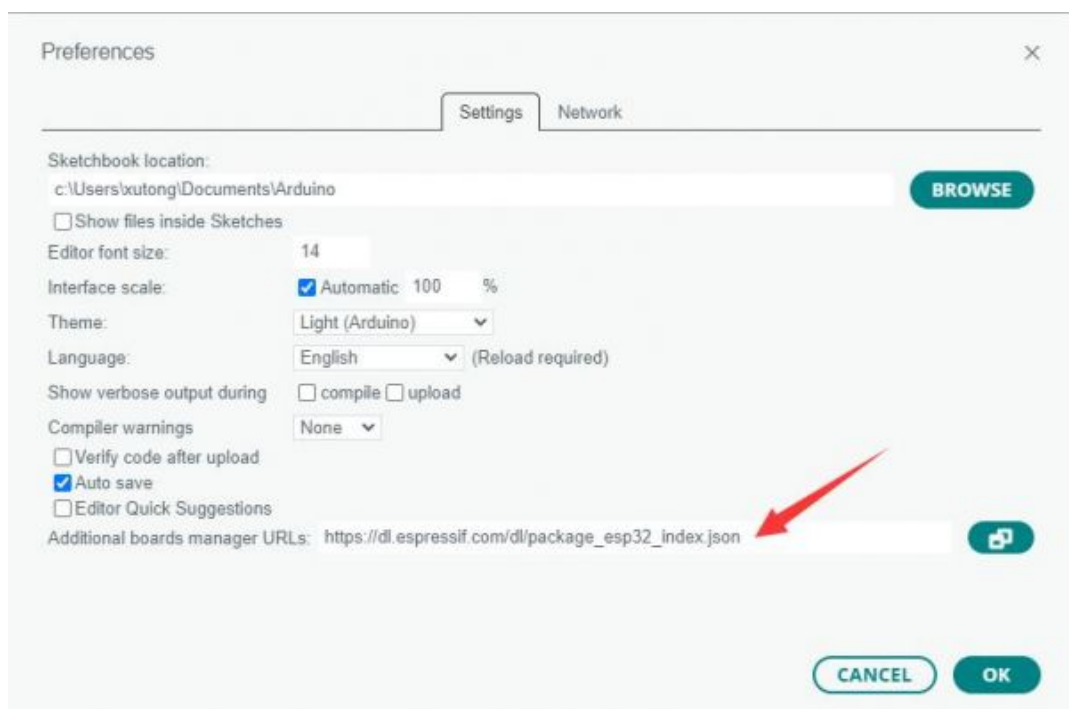 Preferences
Settings Network
Sketchbook location:
c:\Users\xutong\Documents\Arduino
BROWSE
Show files inside Sketches
Editor font size: 14
Interface scale: Automatic 100 %
Theme: Light (Arduino)
Language: English (Reload required)
Show verbose output during compile upload
Compiler warnings None
Verify code after upload
Auto save
Editor Quick Suggestions
Additional boards manager URLs: https://dl.espressif.com/dl/package_esp32_index.json
CANCEL OK